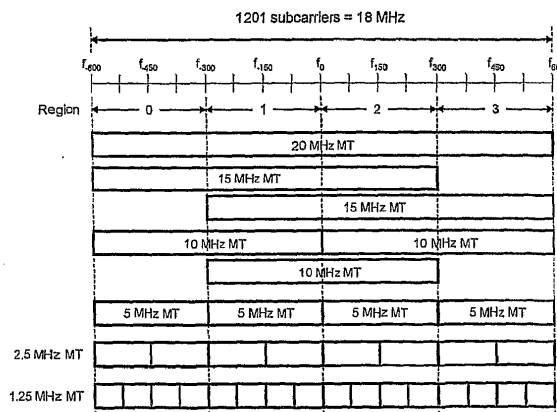 1201 subcarriers = 18 MHz
f-600 f-450 f-300 f-150 f0 f150 f300 f450 f60
Region 0 1 2 3
20 MHz MT
15 MHz MT
15 MHz MT
10 MHz MT 10 MHz MT
10 MHz MT
5 MHz MT 5 MHz MT 5 MHz MT 5 MHz MT
2.5 MHz MT
1.25 MHz MT